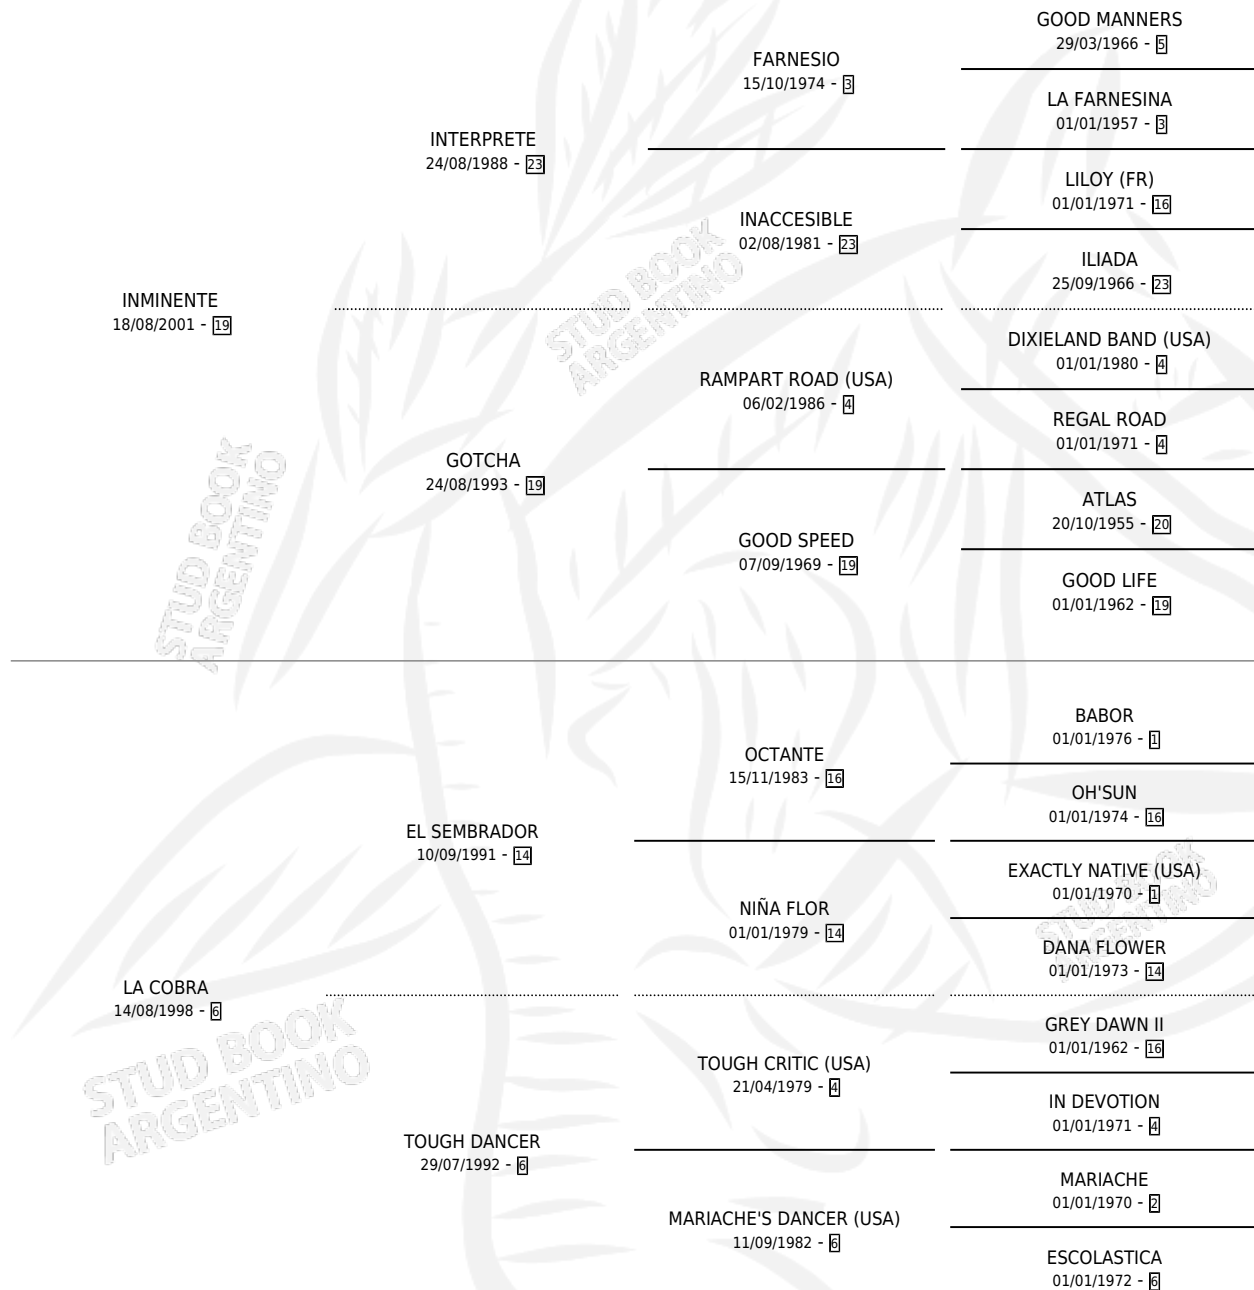 GOOD MANNERS
29/03/1966 - 5
FARNESIO
15/10/1974 - 3
LA FARNESINA
01/01/1957 - 3
INTERPRETE
24/08/1988 - 23
LILOY (FR)
01/01/1971 - 16
INACCESIBLE
02/08/1981 - 23
ILIADA
25/09/1966 - 23
INMINENTE
18/08/2001 - 19
STUD BOOK
ARGENTINO
DIXIELAND BAND (USA)
01/01/1980 - 4
RAMPART ROAD (USA)
06/02/1986 - 4
REGAL ROAD
01/01/1971 - 4
GOTCHA
24/08/1993 - 19
STUD BOOK
ARGENTINO
ATLAS
20/10/1955 - 20
GOOD SPEED
07/09/1969 - 19
GOOD LIFE
01/01/1962 - 19
BABOR
01/01/1976 - 1
OCTANTE
15/11/1983 - 16
OH'SUN
01/01/1974 - 16
EL SEMBRADOR
10/09/1991 - 14
EXACTLY NATIVE (USA)
01/01/1970 - 1
STUD BOOK
ARGENTINO
NIÑA FLOR
01/01/1979 - 14
DANA FLOWER
01/01/1973 - 14
LA COBRA
14/08/1998 - 6
STUD BOOK
ARGENTINO
GREY DAWN II
01/01/1962 - 16
TOUGH CRITIC (USA)
21/04/1979 - 4
IN DEVOTION
01/01/1971 - 4
TOUGH DANCER
29/07/1992 - 6
MARIACHE
01/01/1970 - 2
MARIACHE'S DANCER (USA)
11/09/1982 - 6
ESCOLASTICA
01/01/1972 - 6